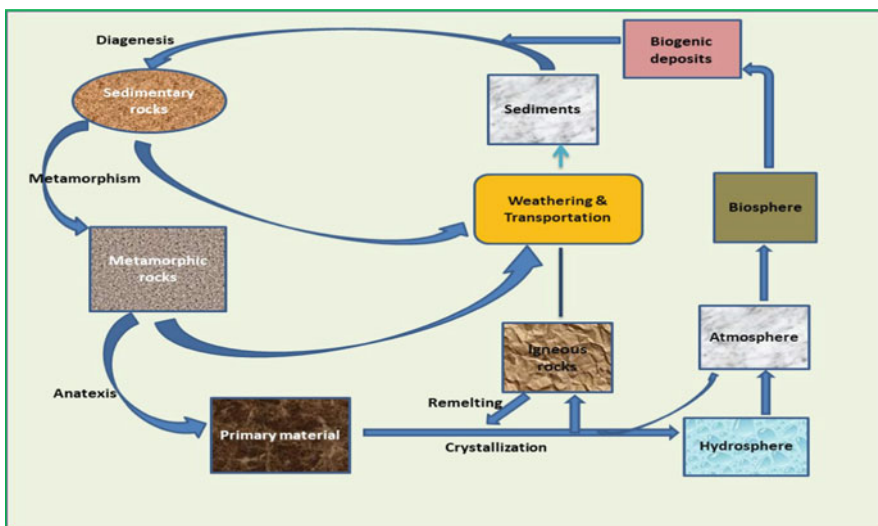 Diagenesis
Biogenic
deposits
Sedimentary
rocks
Sediments
Metamorphism
Weathering &
Transportation
Biosphere
Metamorphic
rocks
Igneous
rocks
Atmosphere
Anatexis
Remelting
Primary material
Crystallization
Hydrosphere